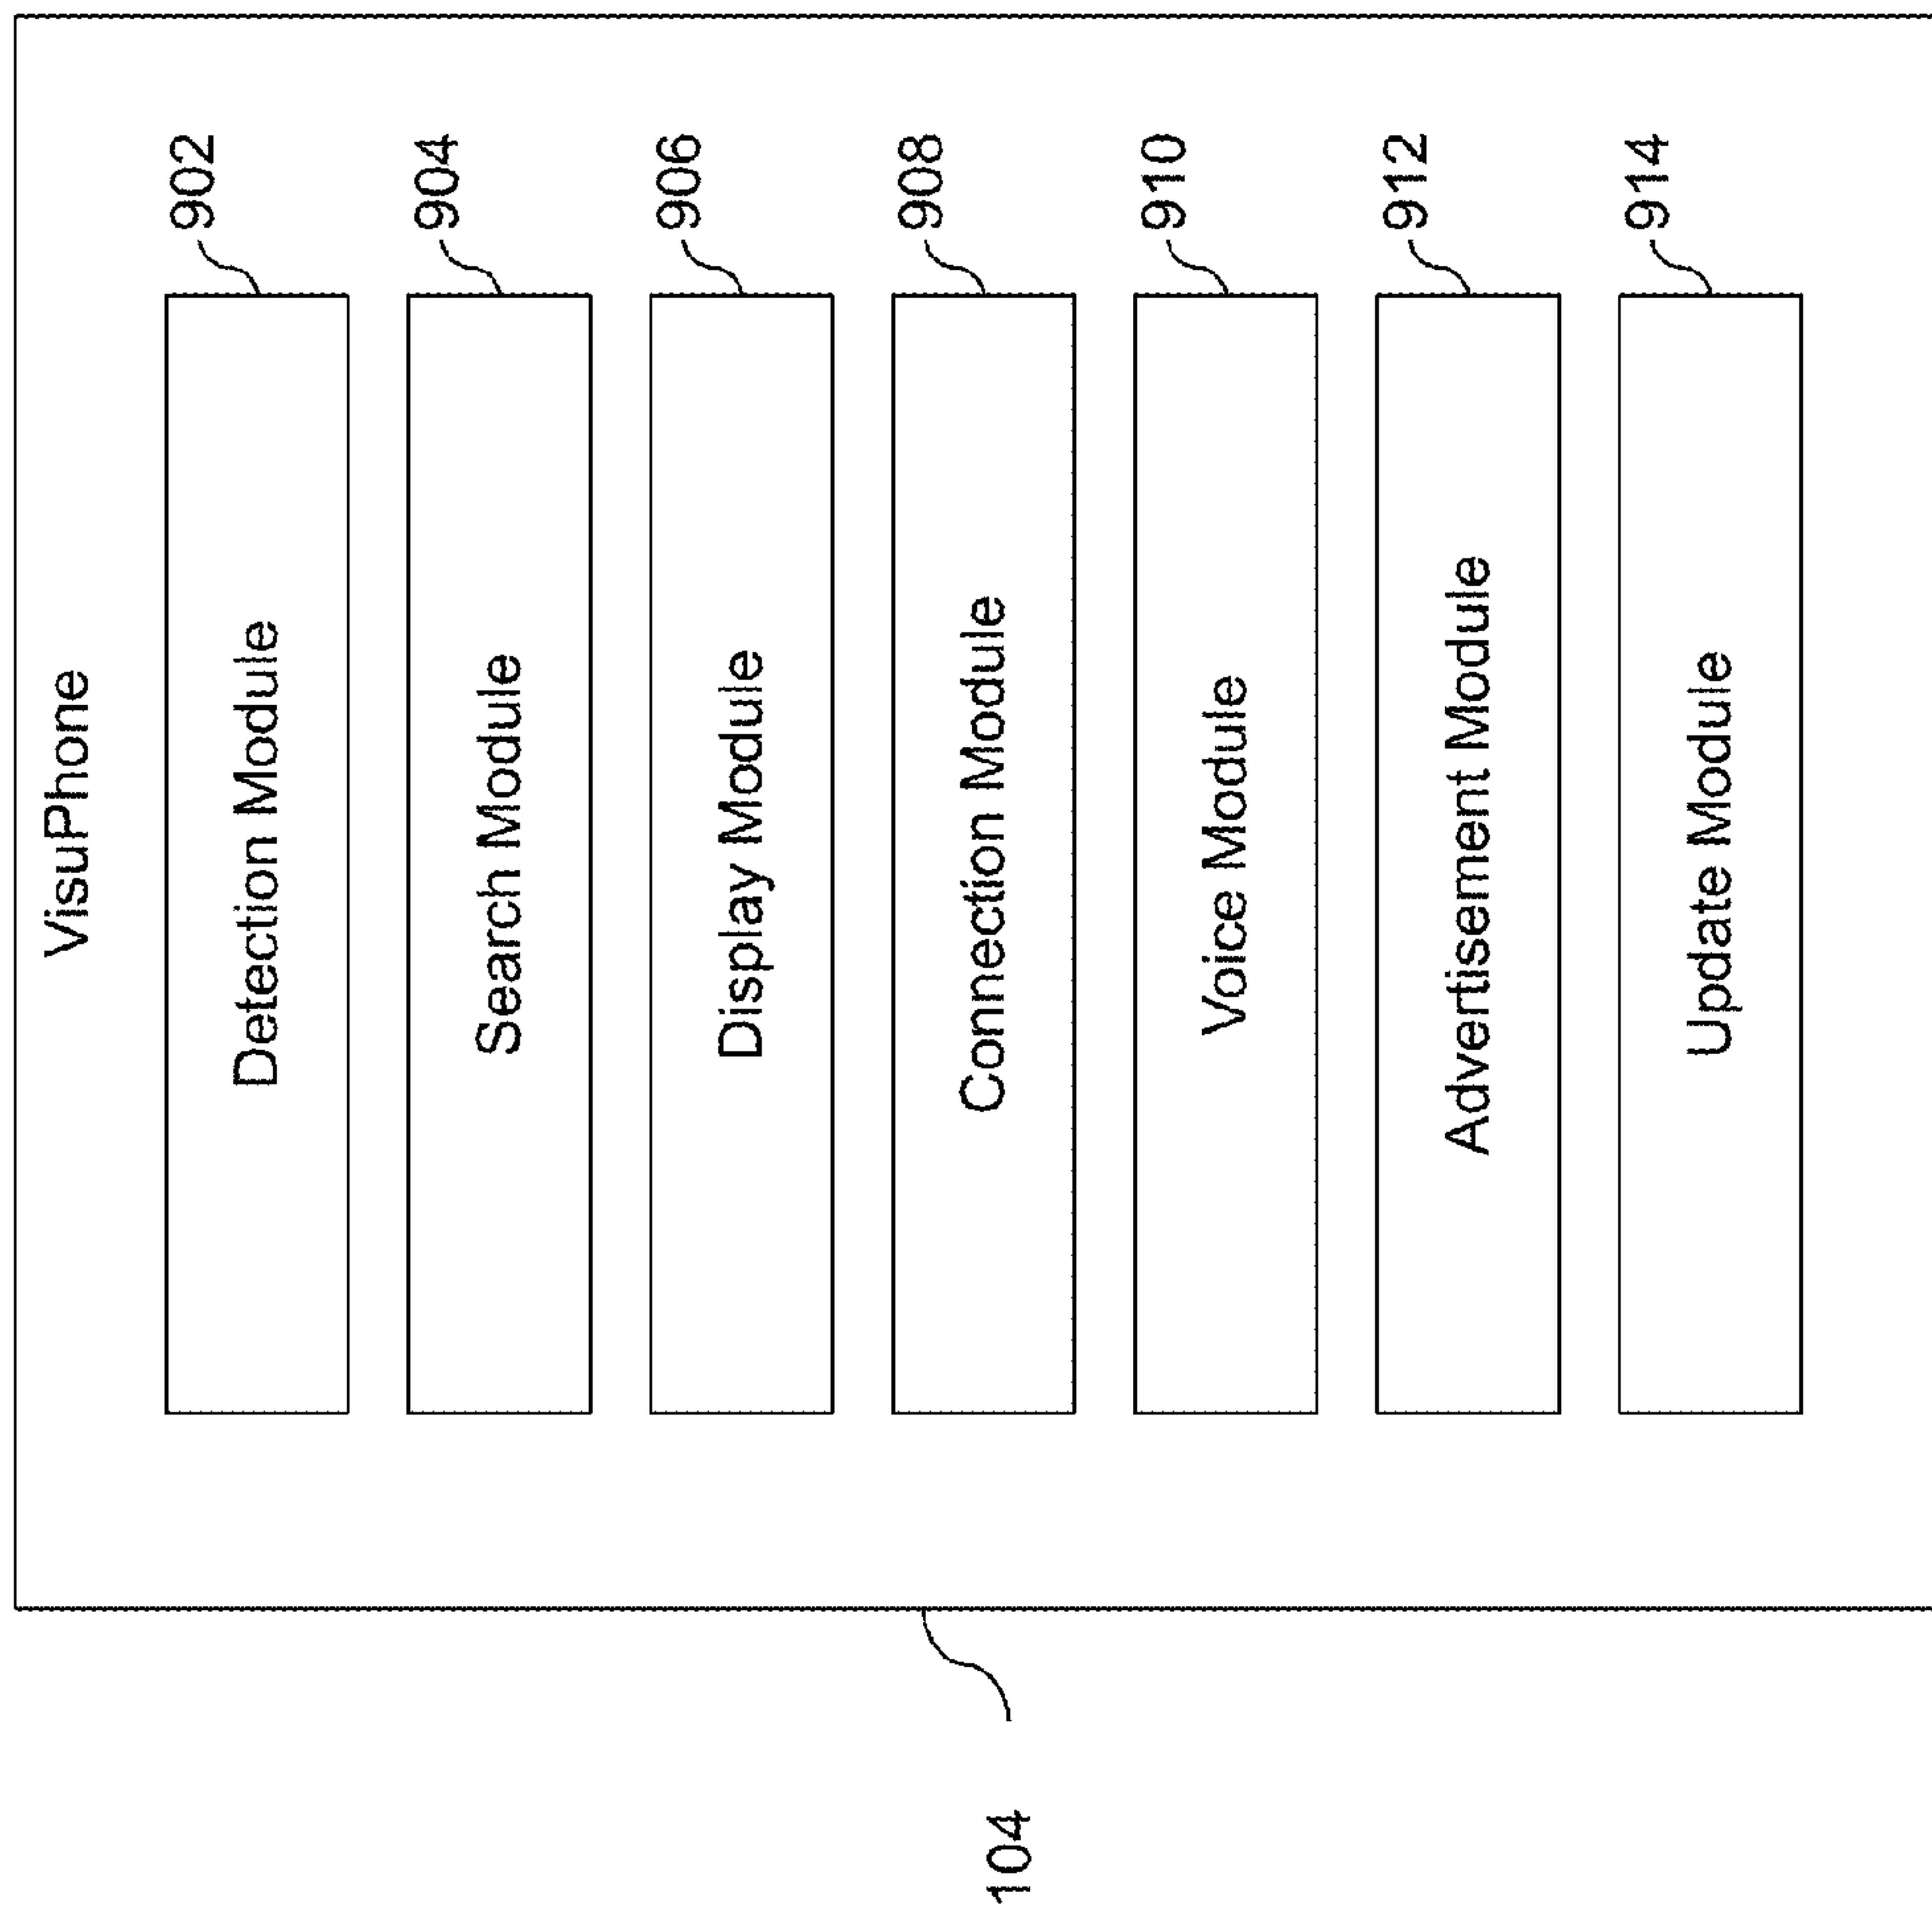 VisuPhone
Detection Module
902
Search Module
904
Display Module
906
Connection Module
908
Voice Module
910
Advertisement Module
912
Update Module
914
104